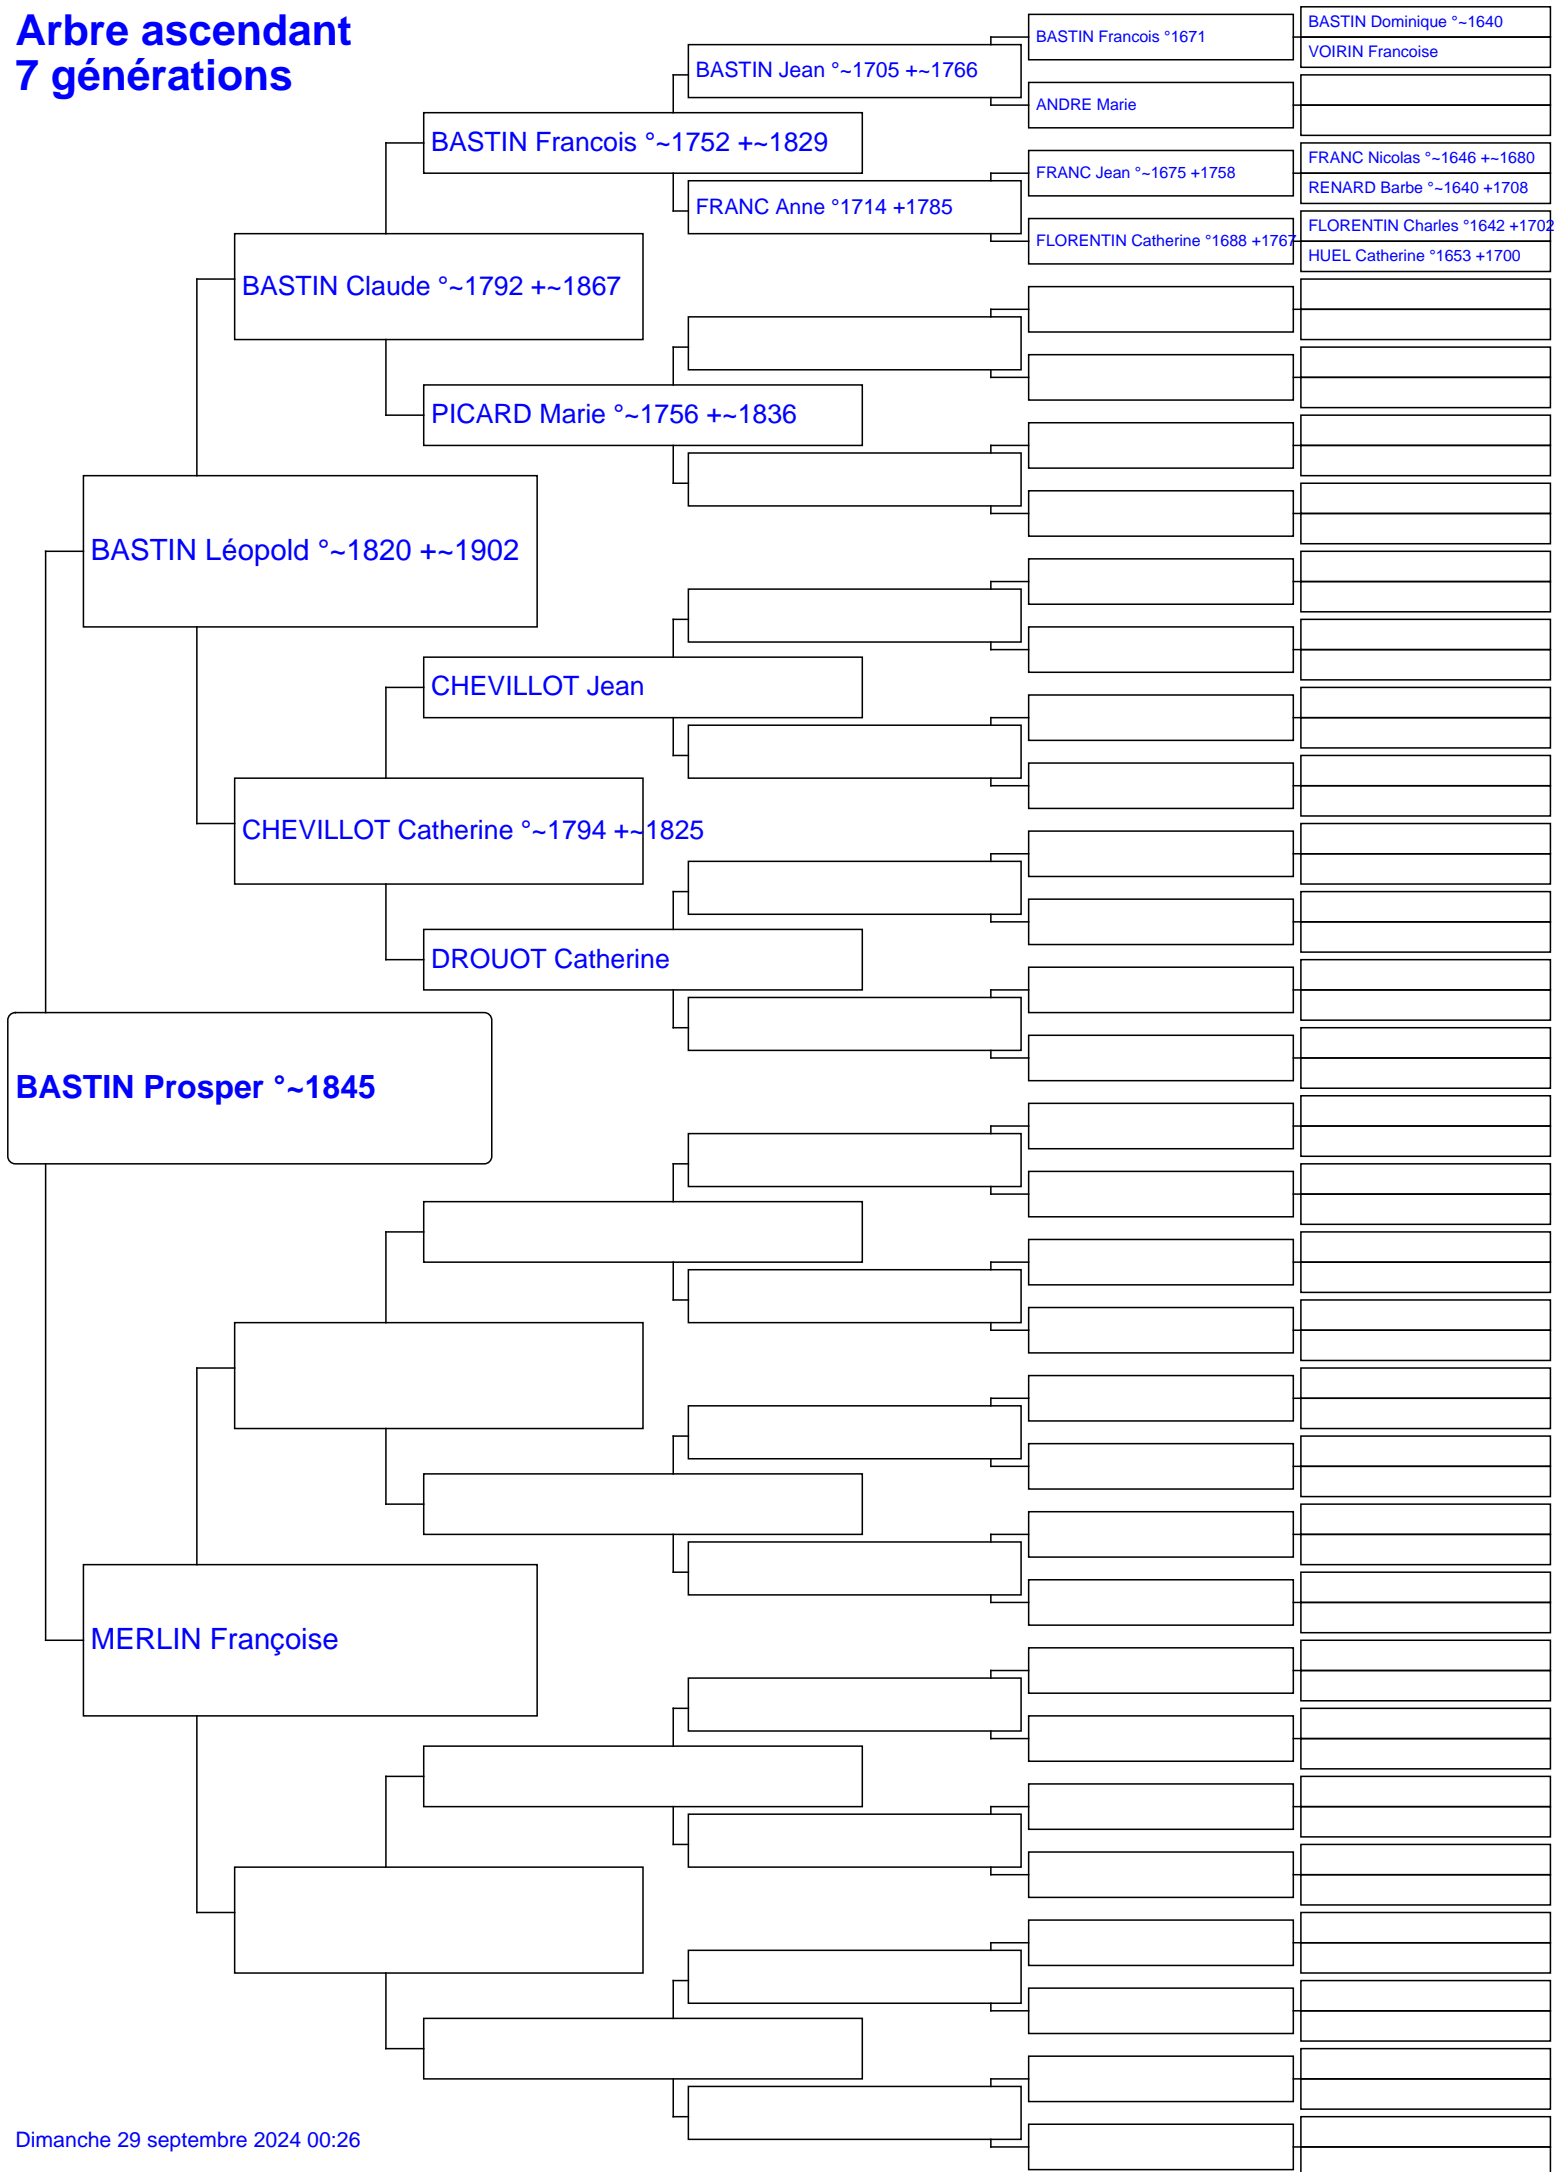 Arbre ascendant
7 générations
BASTIN Dominique °~1640
BASTIN Francois °1671
VOIRIN Francoise
BASTIN Jean °~1705 +~1766
ANDRE Marie
BASTIN Francois °~1752 +~1829
FRANC Nicolas °~1646 +~1680
FRANC Jean °~1675 +1758
RENARD Barbe °~1640 +1708
FRANC Anne °1714 +1785
FLORENTIN Charles °1642 +1702
FLORENTIN Catherine °1688 +1767
HUEL Catherine °1653 +1700
BASTIN Claude °~1792 +~1867
PICARD Marie °~1756 +~1836
BASTIN Léopold °~1820 +~1902
CHEVILLOT Jean
CHEVILLOT Catherine °~1794 +~1825
DROUOT Catherine
BASTIN Prosper °~1845
MERLIN Françoise
Dimanche 29 septembre 2024 00:26